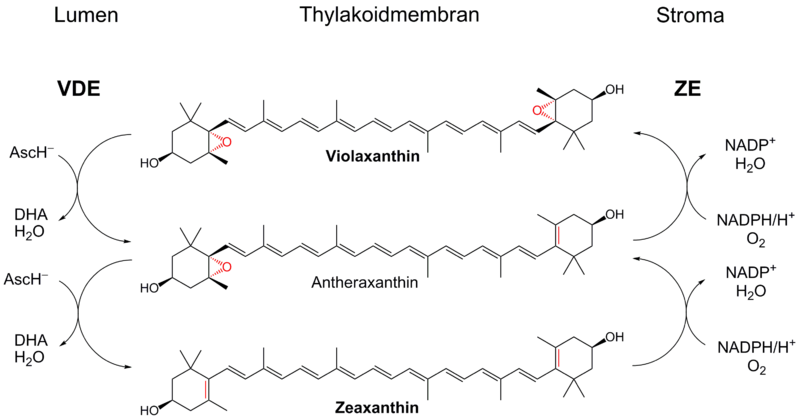 Lumen
Thylakoidmembran
Stroma
VDE
ZE
OH
O
O
HO
Violaxanthin
AscH⁻
DHA
H₂O
NADP⁺
H₂O
NADPH/H⁺
O₂
OH
O
HO
Antheraxanthin
AscH⁻
DHA
H₂O
NADP⁺
H₂O
NADPH/H⁺
O₂
OH
HO
Zeaxanthin